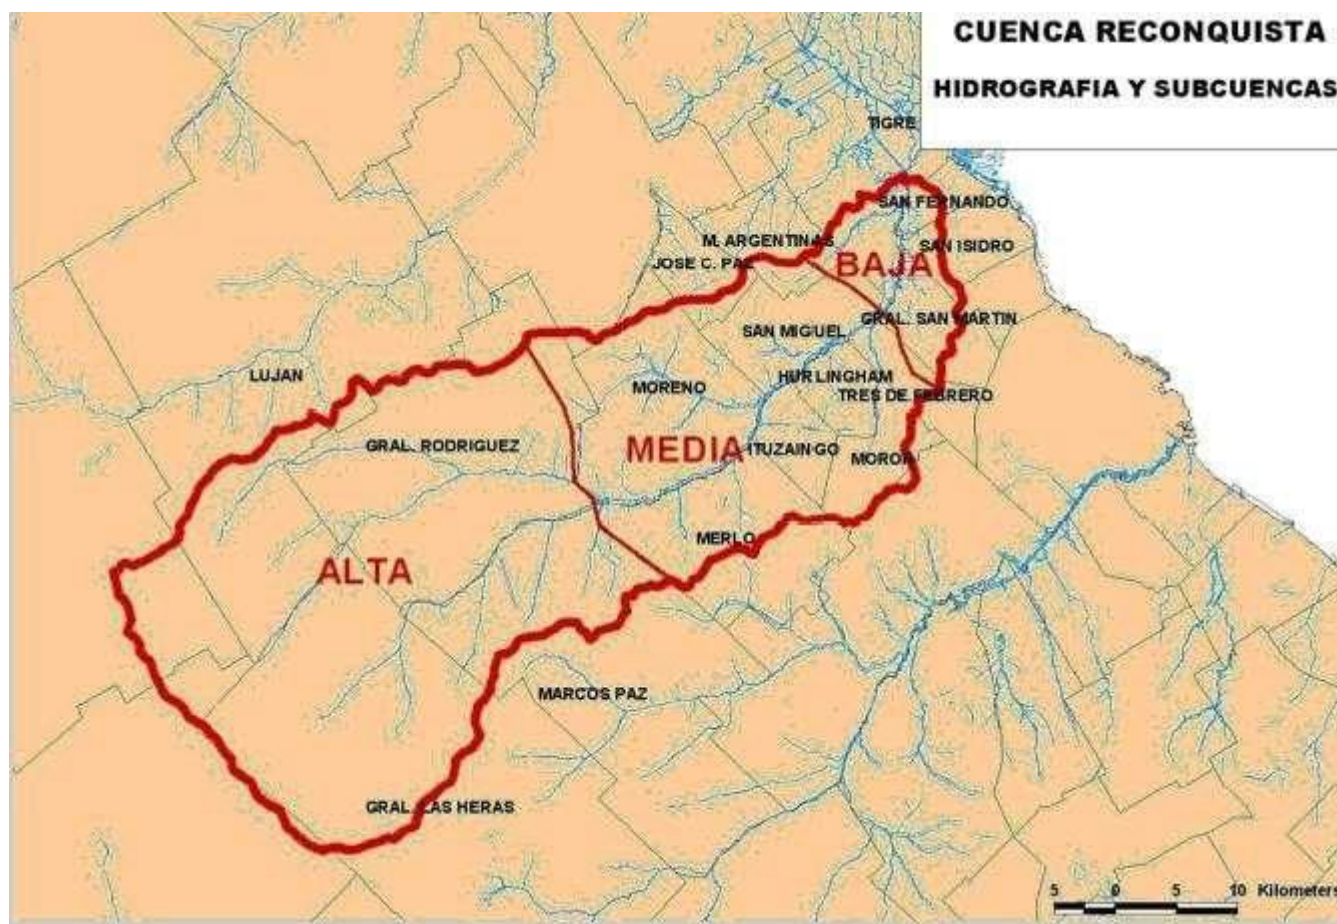 CUENCA RECONQUISTA
HIDROGRAFIA Y SUBCUENCAS
TIGRE
SAN FERNANDO
M. ARGENTINAS
SAN ISIDRO
JOSE C. PAZ
BAJA
GRAL. SAN MARTIN
SAN MIGUEL
LUJAN
HURLINGHAM
MORENO
TRES DE FEBRERO
GRAL. RODRIGUEZ
MEDIA
ITUZAINGO
MORON
MERLO
ALTA
MARCOS PAZ
GRAL. LAS HERAS
5 0 5 10 Kilometers